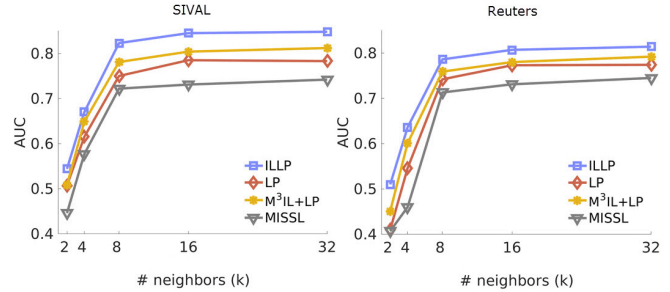 SIVAL
AUC
0.8
0.7
0.6
0.5
0.4
2 4 8 16 32
# neighbors (k)
ILLP
LP
M³IL+LP
MISSL
Reuters
AUC
0.8
0.7
0.6
0.5
0.4
2 4 8 16 32
# neighbors (k)
ILLP
LP
M³IL+LP
MISSL